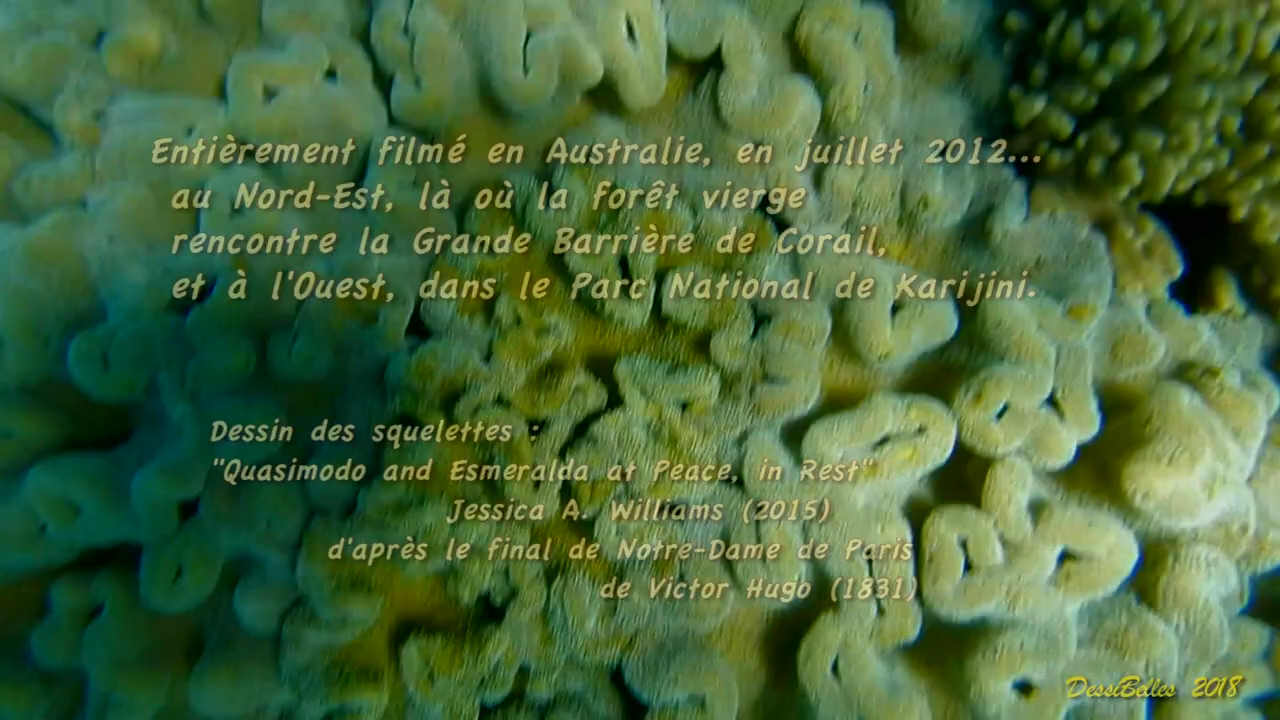 Entièrement filmé en Australie, en juillet 2012...
au Nord-Est, là où la forêt vierge
rencontre la Grande Barrière de Corail,
et à l'Ouest, dans le Parc National de Karijini.
Dessin des squelettes :
"Quasimodo and Esmeralda at Peace, in Rest"
Jessica A. Williams (2015)
d'après le final de Notre-Dame de Paris
de Victor Hugo (1831)
DessiBelles 2018